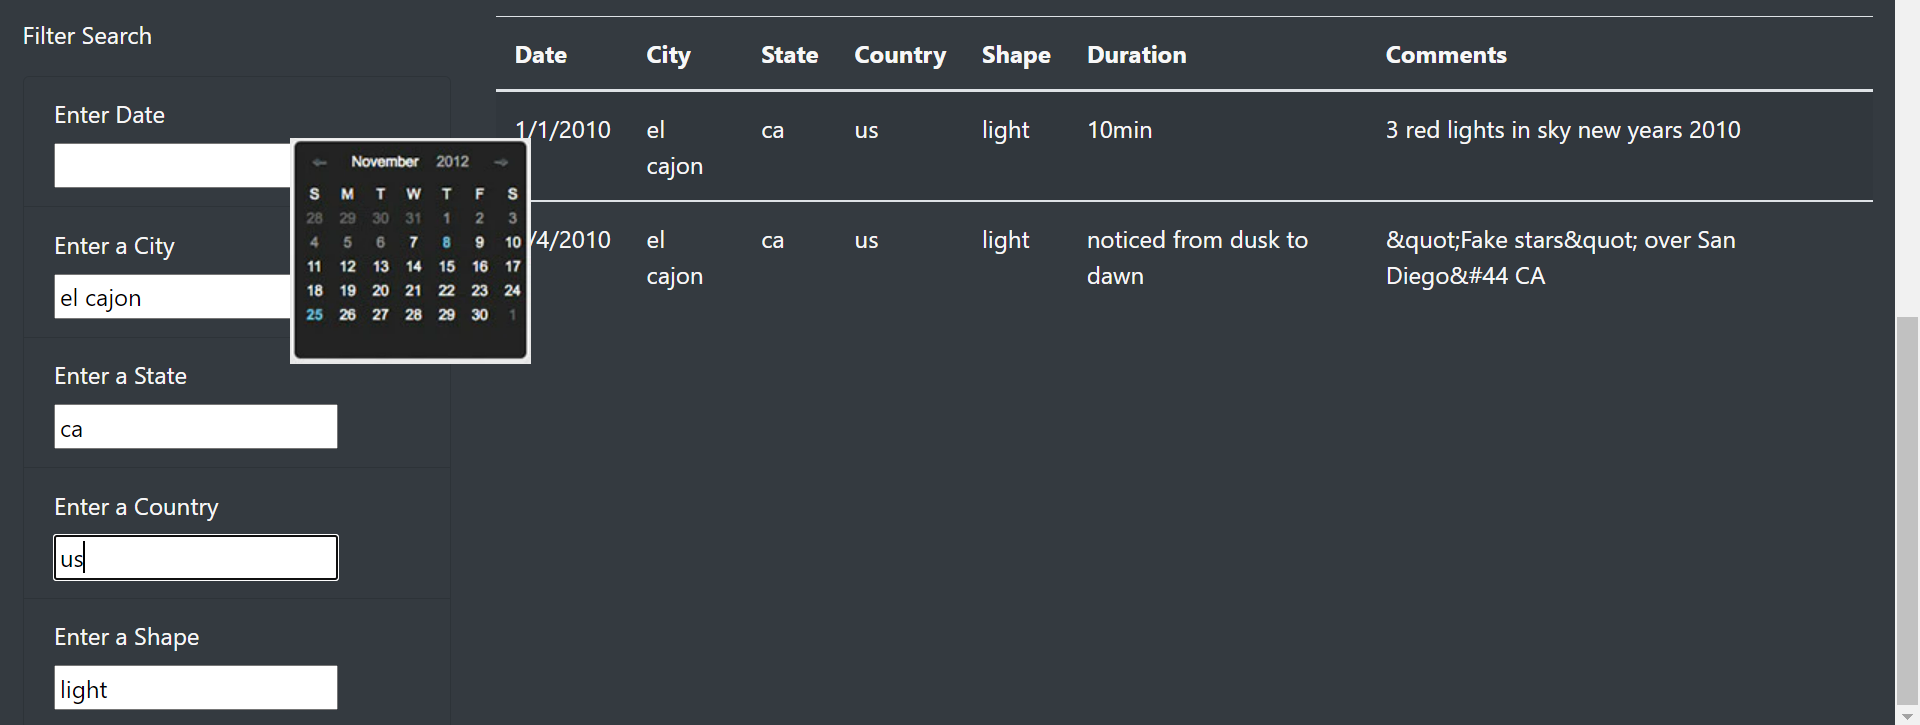 Filter Search
Enter Date
Enter a City
el cajon
Enter a State
ca
Enter a Country
us
Enter a Shape
light
November 2012
S M T W T F S
28 29 30 31 1 2 3
4 5 6 7 8 9 10
11 12 13 14 15 16 17
18 19 20 21 22 23 24
25 26 27 28 29 30 1
Date City State Country Shape Duration Comments
1/1/2010 el ca us light 10min 3 red lights in sky new years 2010
cajon
/4/2010 el ca us light noticed from dusk to &quot;Fake stars&quot; over San
cajon dawn Diego&#44 CA